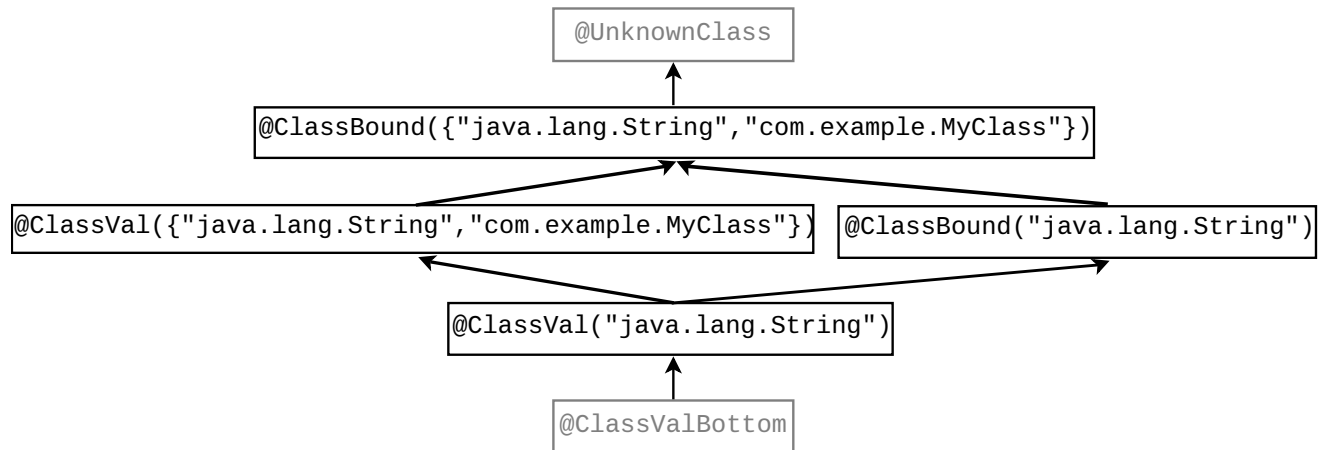 @UnknownClass
@ClassBound({"java.lang.String","com.example.MyClass"})
@ClassVal({"java.lang.String","com.example.MyClass"})
@ClassBound("java.lang.String")
@ClassVal("java.lang.String")
@ClassValBottom